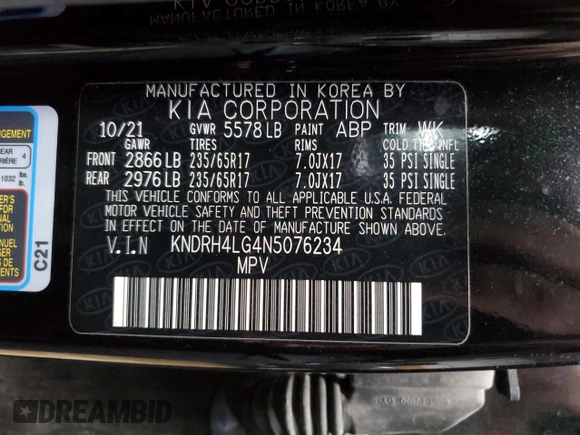 MANUFACTURED IN KOREA BY
KIA CORPORATION
10/21 GVWR 5578 LB PAINT ABP TRIM WK
GAWR TIRES RIMS COLD TIRE INFL
FRONT 2866 LB 235/65R17 7.0JX17 35 PSI SINGLE
REAR 2976 LB 235/65R17 7.0JX17 35 PSI SINGLE
THIS VEHICLE CONFORMS TO ALL APPLICABLE U.S.A. FEDERAL
MOTOR VEHICLE SAFETY AND THEFT PREVENTION STANDARDS
IN EFFECT ON THE DATE OF MANUFACTURE SHOWN ABOVE.
V.I.N KNDRH4LG4N5076234
MPV
C21
DREAMBID